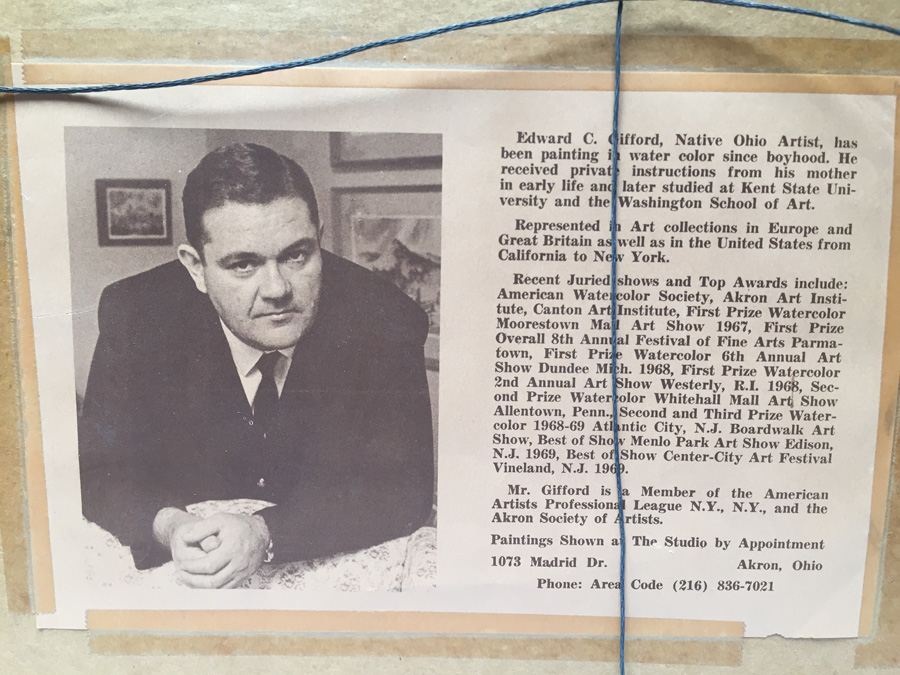 Edward C. Gifford, Native Ohio Artist, has
been painting in water color since boyhood. He
received private instructions from his mother
in early life and later studied at Kent State Uni-
versity and the Washington School of Art.
Represented in Art collections in Europe and
Great Britain as well as in the United States from
California to New York.
Recent Juried shows and Top Awards include:
American Watercolor Society, Akron Art Insti-
tute, Canton Art Institute, First Prize Watercolor
Moorestown Mall Art Show 1967, First Prize
Overall 8th Annual Festival of Fine Arts Parma-
town, First Prize Watercolor 6th Annual Art
Show Dundee Mich. 1968, First Prize Watercolor
2nd Annual Art Show Westerly, R.I. 1968, Sec-
ond Prize Watercolor Whitehall Mall Art Show
Allentown, Penn., Second and Third Prize Water-
color 1968-69 Atlantic City, N.J. Boardwalk Art
Show, Best of Show Menlo Park Art Show Edison,
N.J. 1969, Best of Show Center-City Art Festival
Vineland, N.J. 1969.
Mr. Gifford is a Member of the American
Artists Professional League N.Y., N.Y., and the
Akron Society of Artists.
Paintings Shown at The Studio by Appointment
1073 Madrid Dr. Akron, Ohio
Phone: Area Code (216) 836-7021